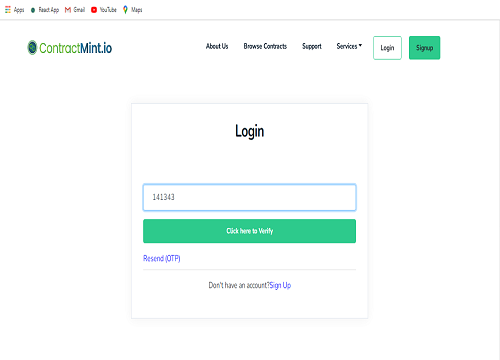 Apps React App Gmail YouTube Maps
ContractMint.io About Us Browse Contracts Support Services Login Signup
Login
141343
Click here to Verify
Resend (OTP)
Don't have an account?Sign Up